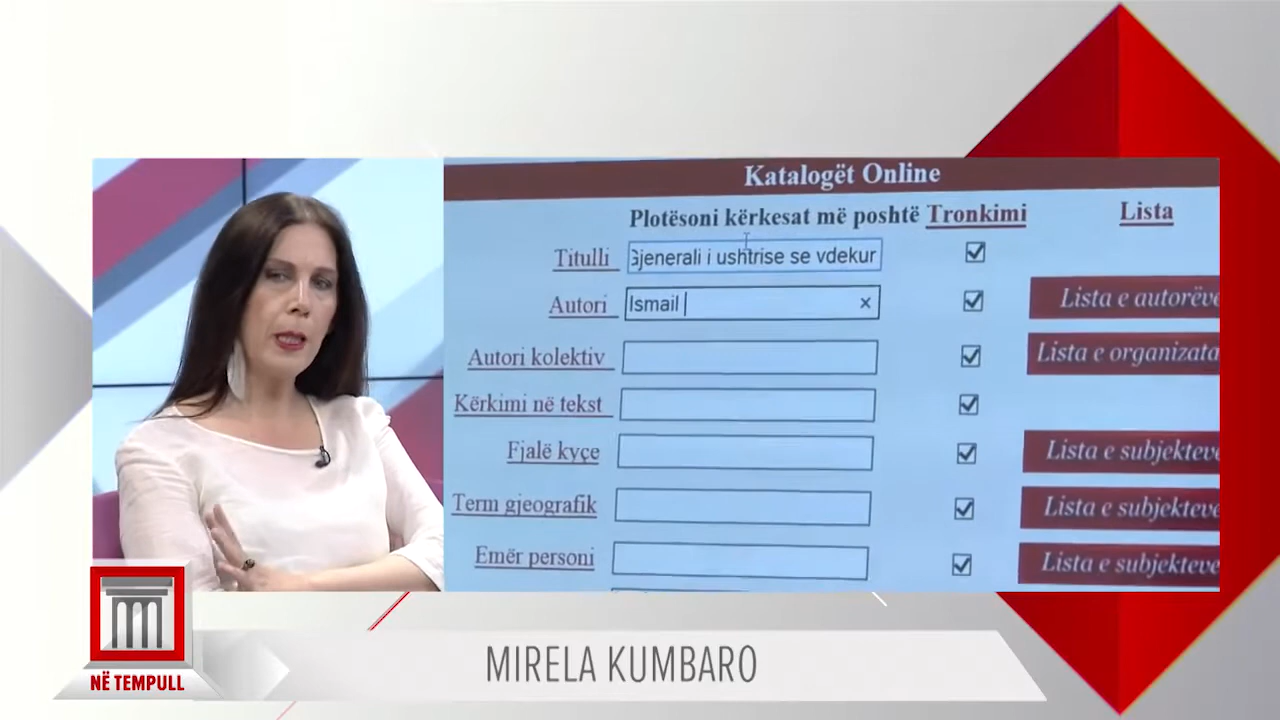 Katalogët Online
Plotësoni kërkesat më poshtë Tronkimi Lista
Titulli Gjenerali i ushtrise se vdekur
Autori Ismail × Lista e autorëve
Autori kolektiv Lista e organizata
Kërkimi në tekst
Fjalë kyçe Lista e subjekteve
Term gjeografik Lista e subjekteve
Emër personi Lista e subjekteve
NË TEMPULL
MIRELA KUMBARO